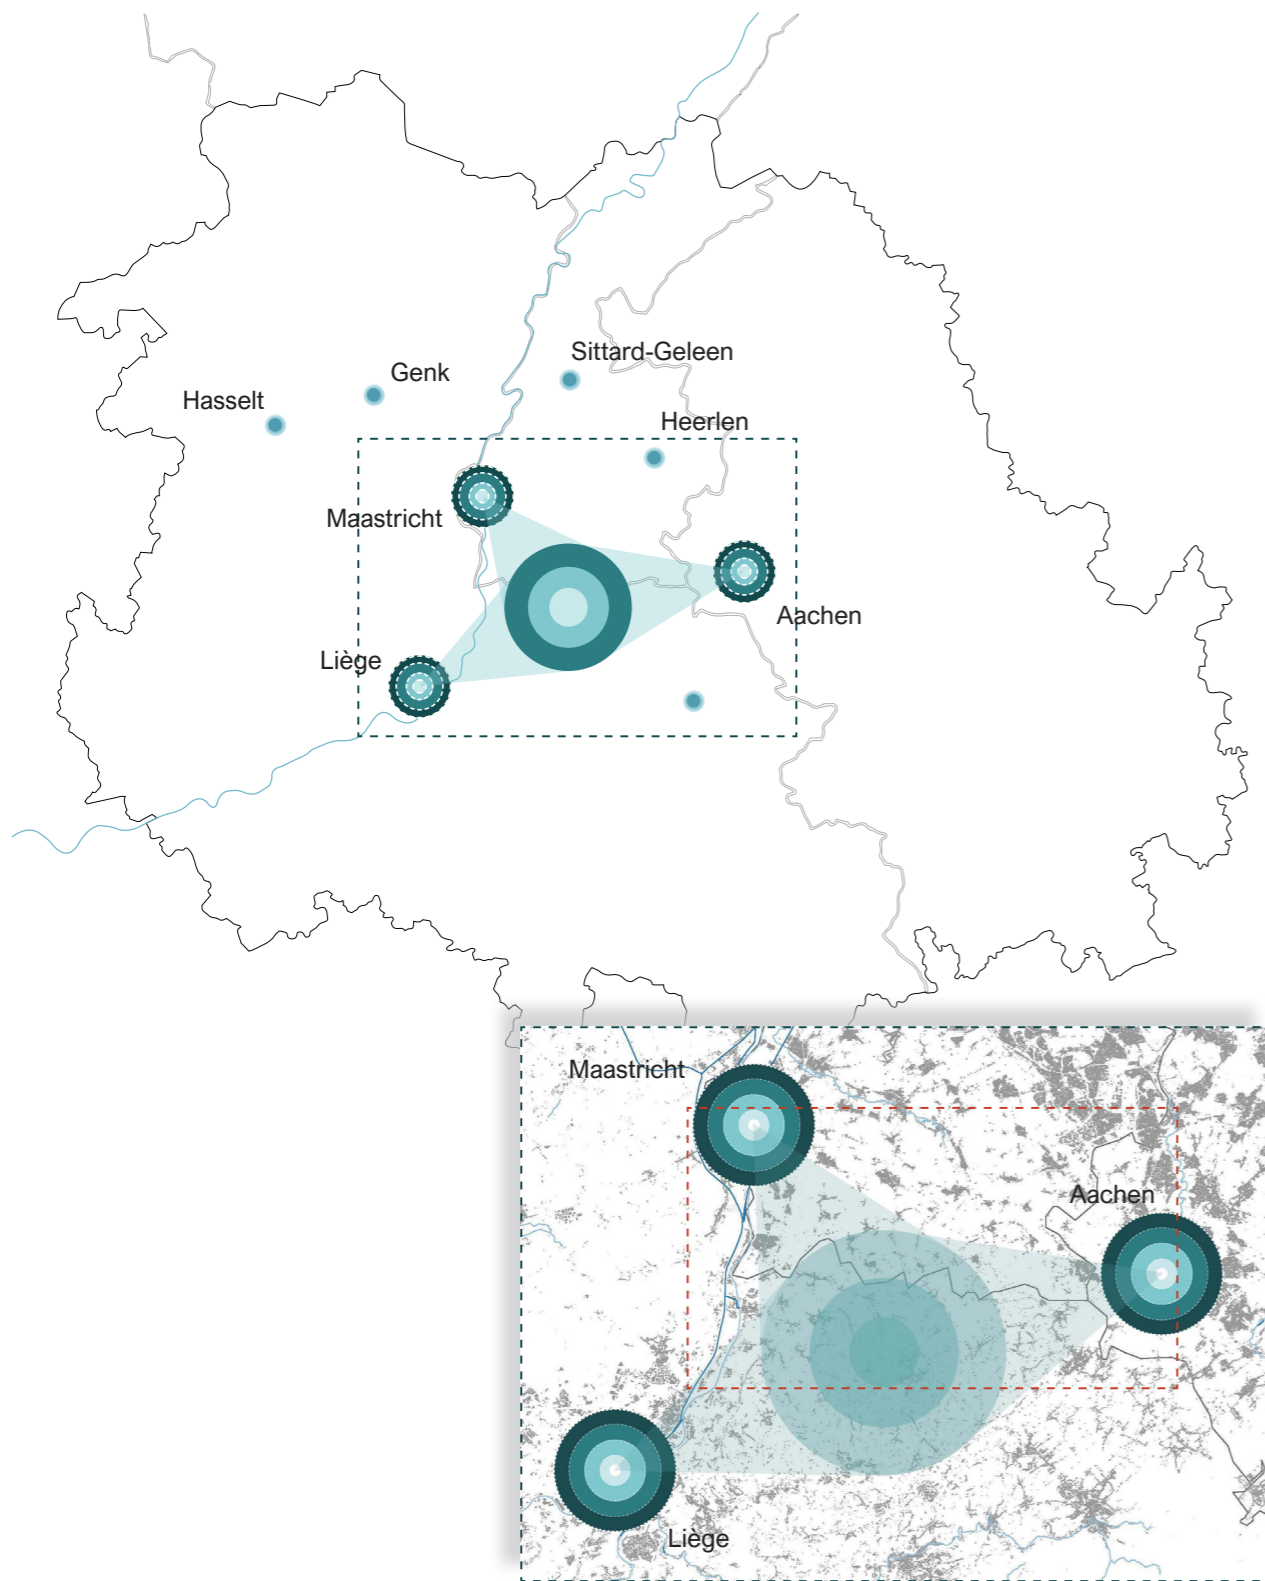 Sittard-Geleen
Genk
Hasselt
Heerlen
Maastricht
Aachen
Liège
Maastricht
Aachen
Liège